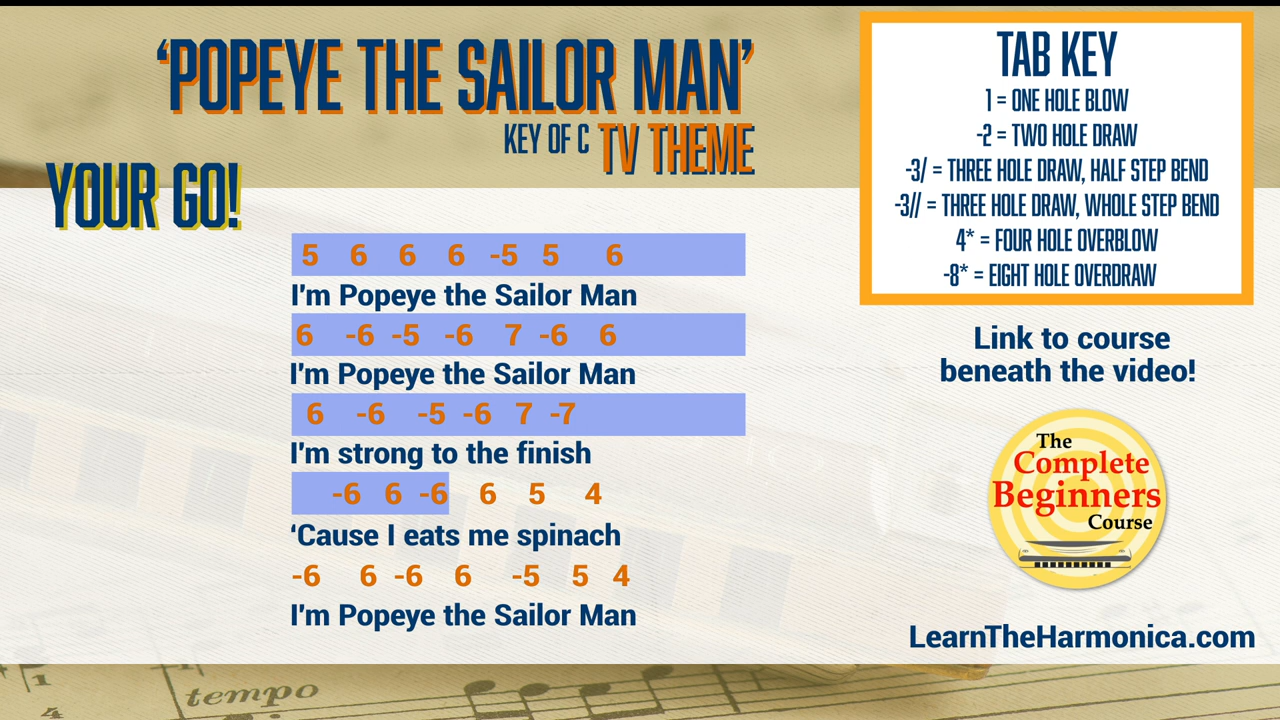 ‘POPEYE THE SAILOR MAN’
KEY OF C TV THEME
YOUR GO!
5 6 6 6 -5 5 6
I'm Popeye the Sailor Man
6 -6 -5 -6 7 -6 6
I'm Popeye the Sailor Man
6 -6 -5 -6 7 -7
I'm strong to the finish
-6 6 -6 6 5 4
‘Cause I eats me spinach
-6 6 -6 6 -5 5 4
I'm Popeye the Sailor Man
TAB KEY
1 = ONE HOLE BLOW
-2 = TWO HOLE DRAW
-3/ = THREE HOLE DRAW, HALF STEP BEND
-3// = THREE HOLE DRAW, WHOLE STEP BEND
4* = FOUR HOLE OVERBLOW
-8* = EIGHT HOLE OVERDRAW
Link to course
beneath the video!
The
Complete
Beginners
Course
LearnTheHarmonica.com
tempo
1
4